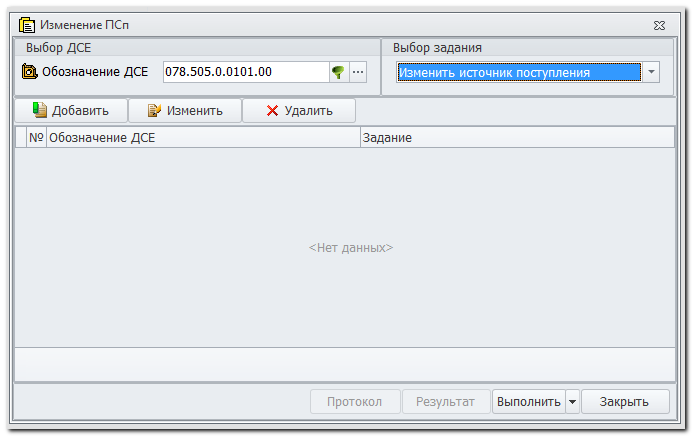 Изменение ПСп
Выбор ДСЕ
Выбор задания
Обозначение ДСЕ 078.505.0.0101.00 ...
Изменить источник поступления
Добавить Изменить Удалить
№ Обозначение ДСЕ Задание
<Нет данных>
Протокол Результат Выполнить Закрыть